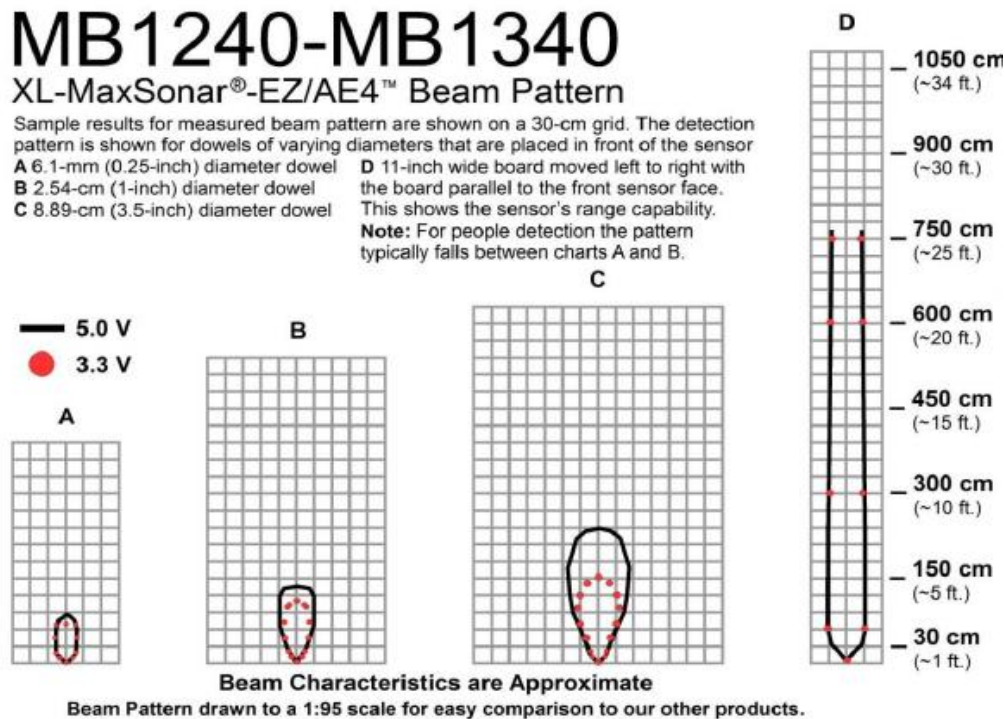 MB1240-MB1340
XL-MaxSonar®-EZ/AE4™ Beam Pattern
Sample results for measured beam pattern are shown on a 30-cm grid. The detection
pattern is shown for dowels of varying diameters that are placed in front of the sensor
A 6.1-mm (0.25-inch) diameter dowel
B 2.54-cm (1-inch) diameter dowel
C 8.89-cm (3.5-inch) diameter dowel
D 11-inch wide board moved left to right with
the board parallel to the front sensor face.
This shows the sensor's range capability.
Note: For people detection the pattern
typically falls between charts A and B.
5.0 V
3.3 V
A
B
C
D
1050 cm
(~34 ft.)
900 cm
(~30 ft.)
750 cm
(~25 ft.)
600 cm
(~20 ft.)
450 cm
(~15 ft.)
300 cm
(~10 ft.)
150 cm
(~5 ft.)
30 cm
(~1 ft.)
Beam Characteristics are Approximate
Beam Pattern drawn to a 1:95 scale for easy comparison to our other products.